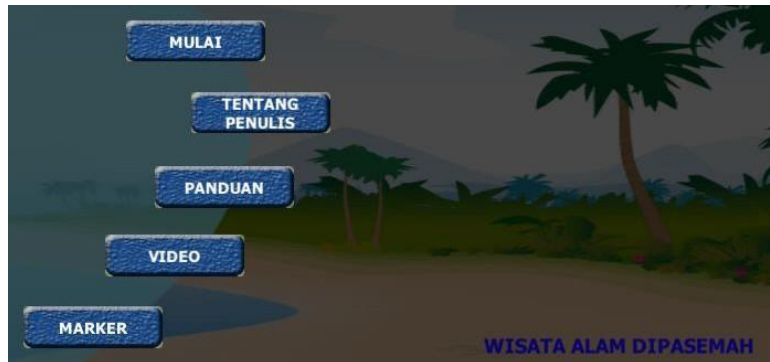 MULAI
TENTANG
PENULIS
PANDUAN
VIDEO
MARKER
WISATA ALAM DIPASEMAH